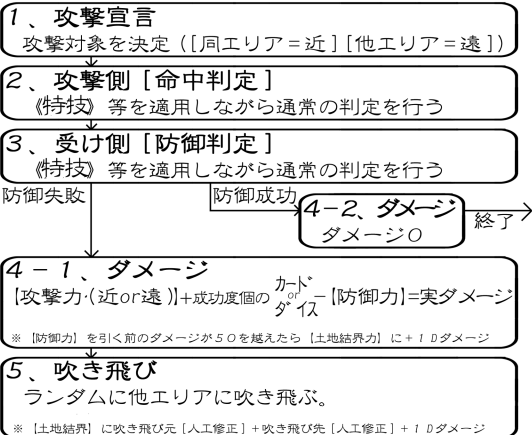 1、攻撃宣言
攻撃対象を決定（[同エリア＝近][他エリア＝遠]）
2、攻撃側[命中判定]
《特技》等を適用しながら通常の判定を行う
3、受け側[防御判定]
《特技》等を適用しながら通常の判定を行う
防御失敗
防御成功
4-2、ダメージ
ダメージ0
終了
4-1、ダメージ
【攻撃力・(近or遠)】+成功度個のカードorダイス-【防御力】=実ダメージ
※【防御力】を引く前のダメージが50を越えたら【土地結界力】に+1Dダメージ
5、吹き飛び
ランダムに他エリアに吹き飛ぶ。
※【土地結界】に吹き飛び元[人工修正]+吹き飛び先[人工修正]+1Dダメージ